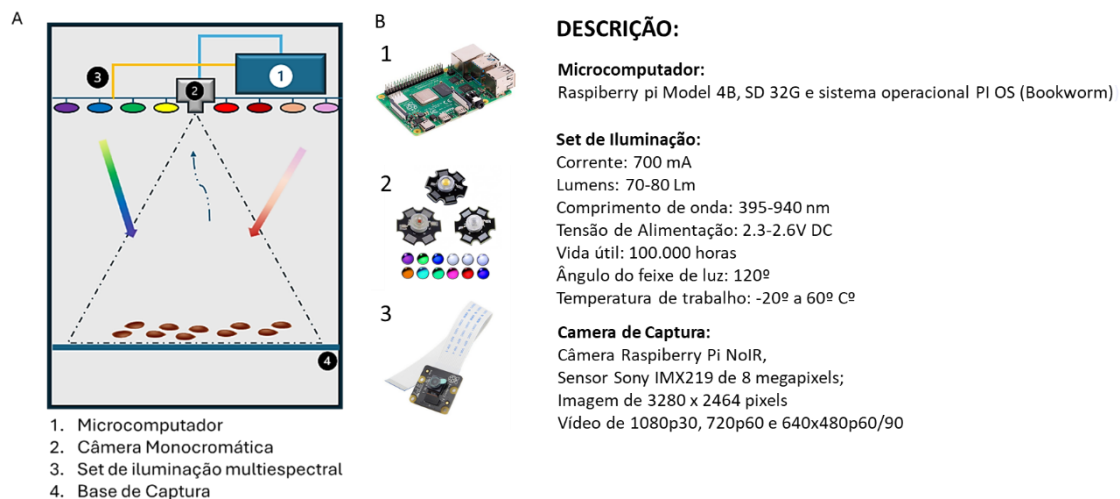 A
1
2
3
4
1. Microcomputador
2. Câmera Monocromática
3. Set de iluminação multiespectral
4. Base de Captura
B
1
2
3
DESCRIÇÃO:
Microcomputador:
Raspiberry pi Model 4B, SD 32G e sistema operacional PI OS (Bookworm)
Set de Iluminação:
Corrente: 700 mA
Lumens: 70-80 Lm
Comprimento de onda: 395-940 nm
Tensão de Alimentação: 2.3-2.6V DC
Vida útil: 100.000 horas
Ângulo do feixe de luz: 120º
Temperatura de trabalho: -20º a 60º Cº
Camera de Captura:
Câmera Raspiberry Pi NoIR,
Sensor Sony IMX219 de 8 megapixels;
Imagem de 3280 x 2464 pixels
Vídeo de 1080p30, 720p60 e 640x480p60/90